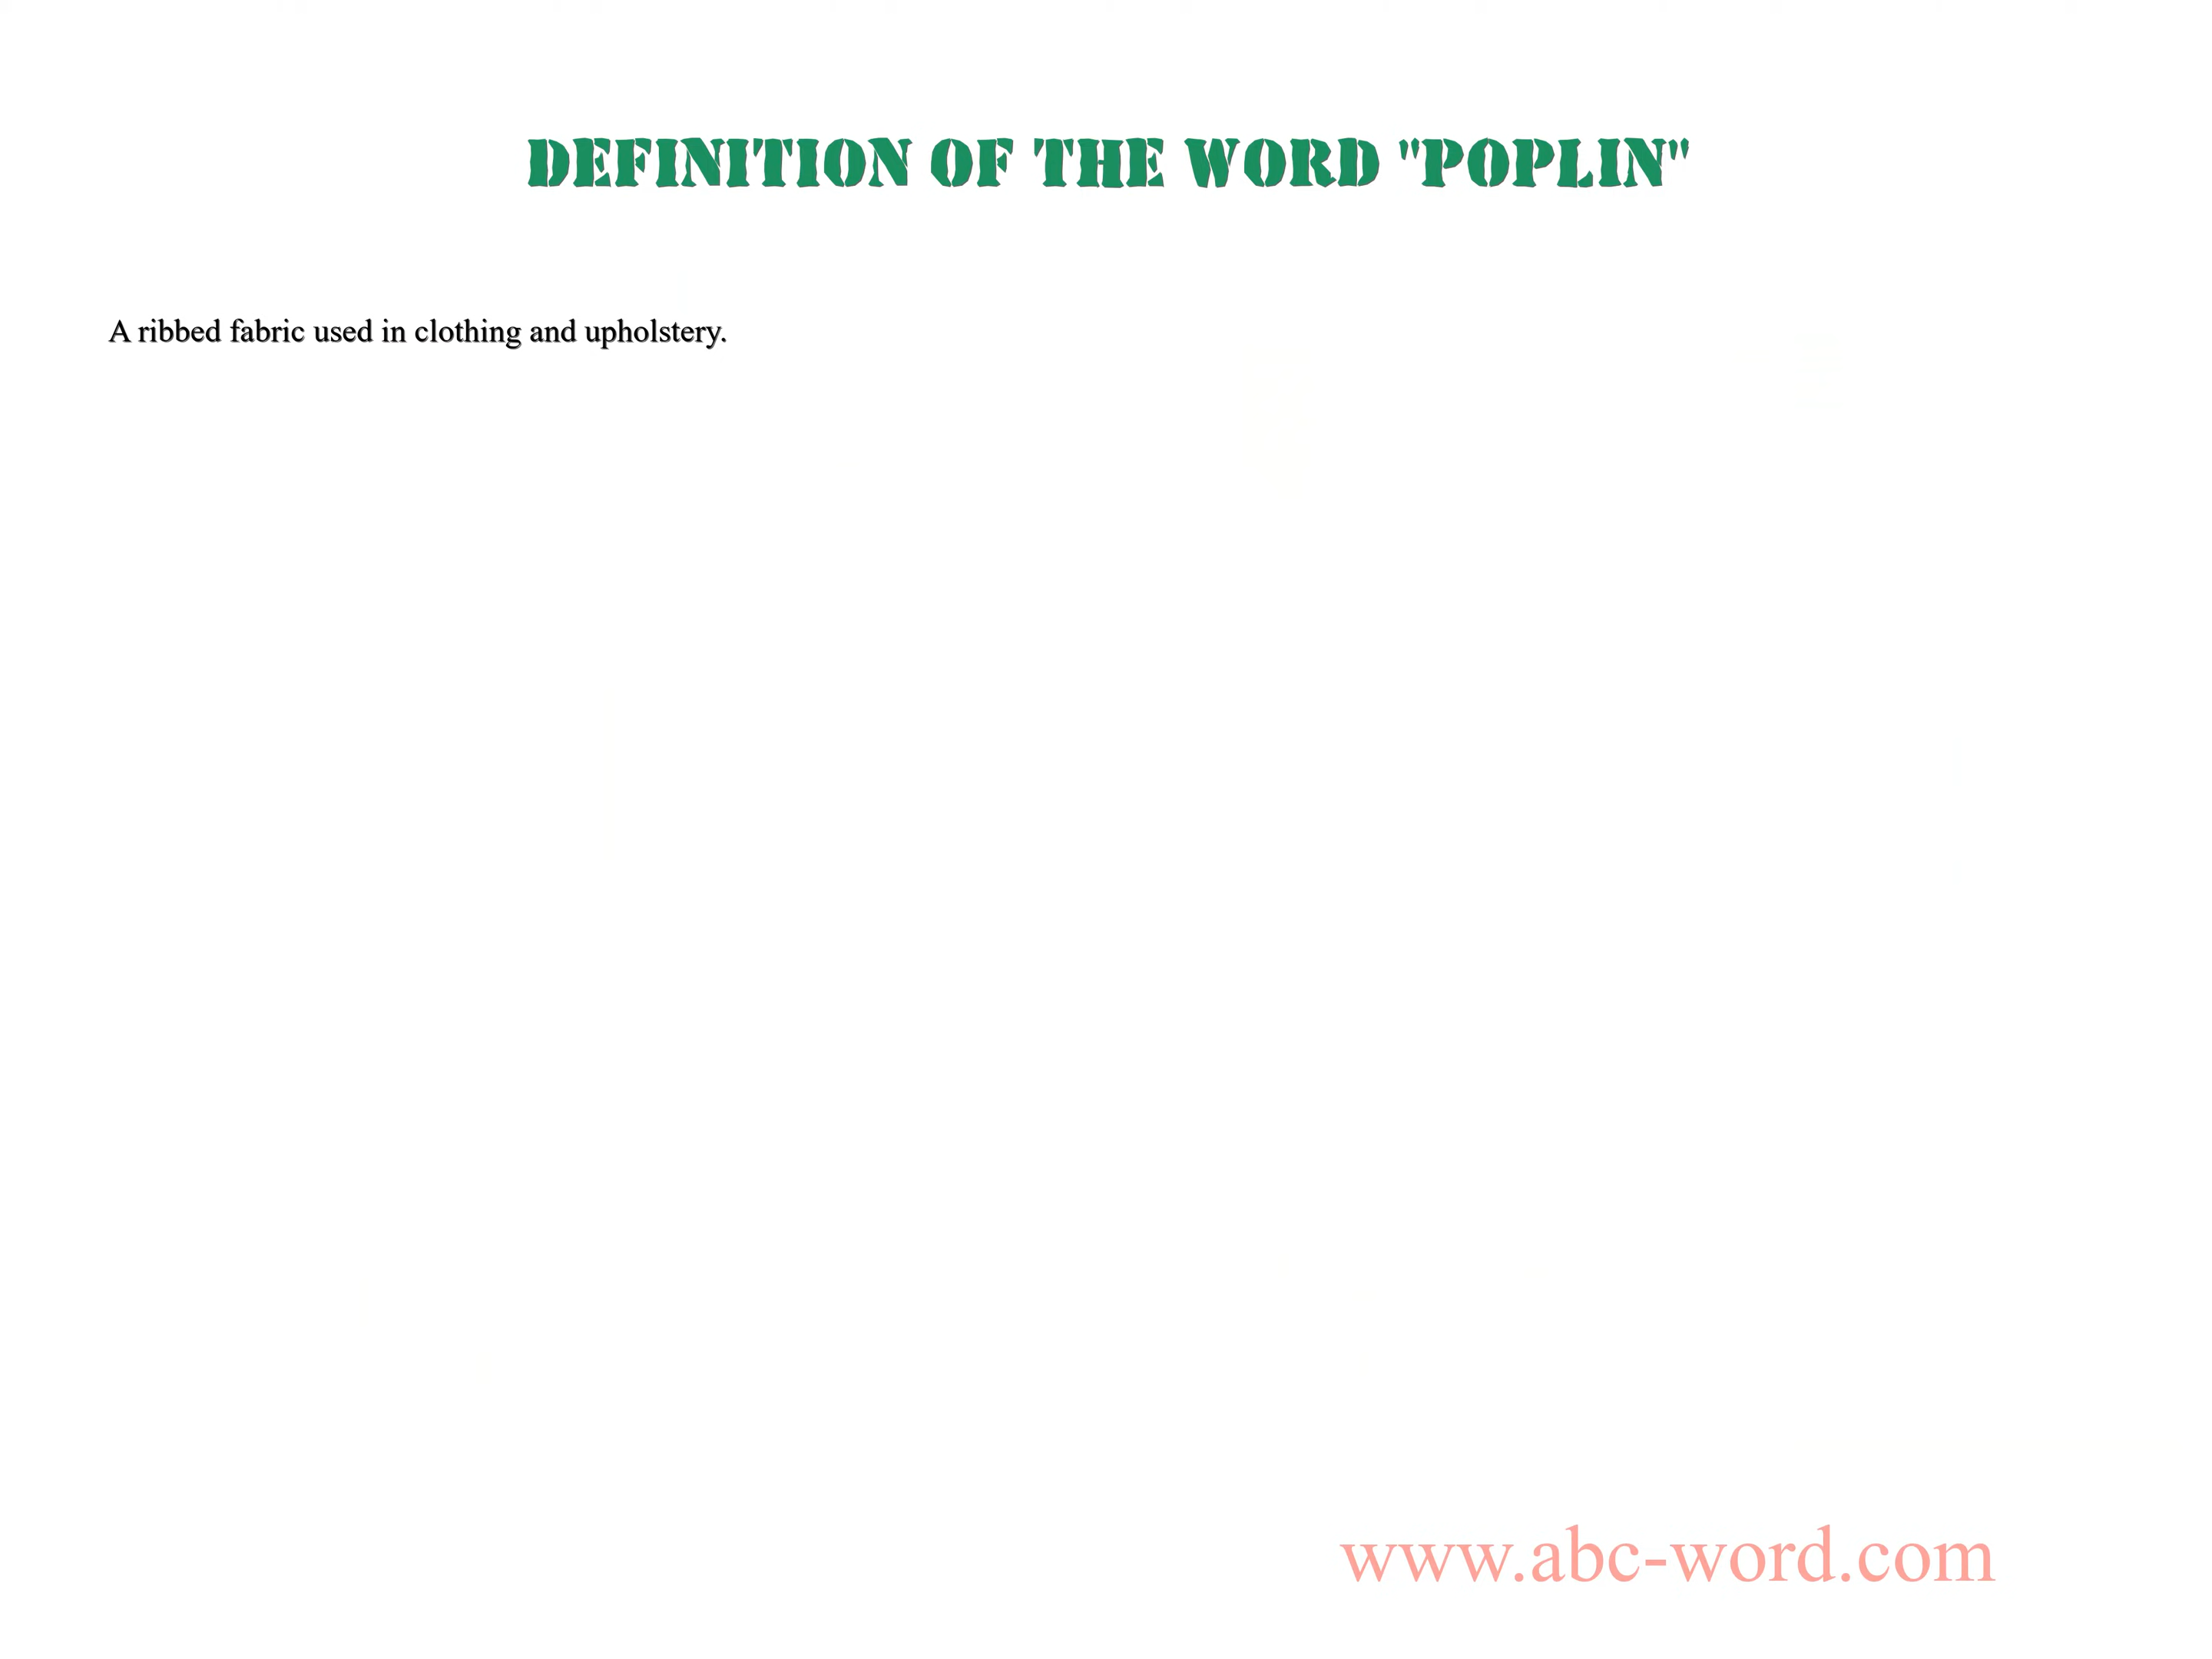 DEFINITION OF THE WORD "POPLIN"
A ribbed fabric used in clothing and upholstery.
www.abc-word.com